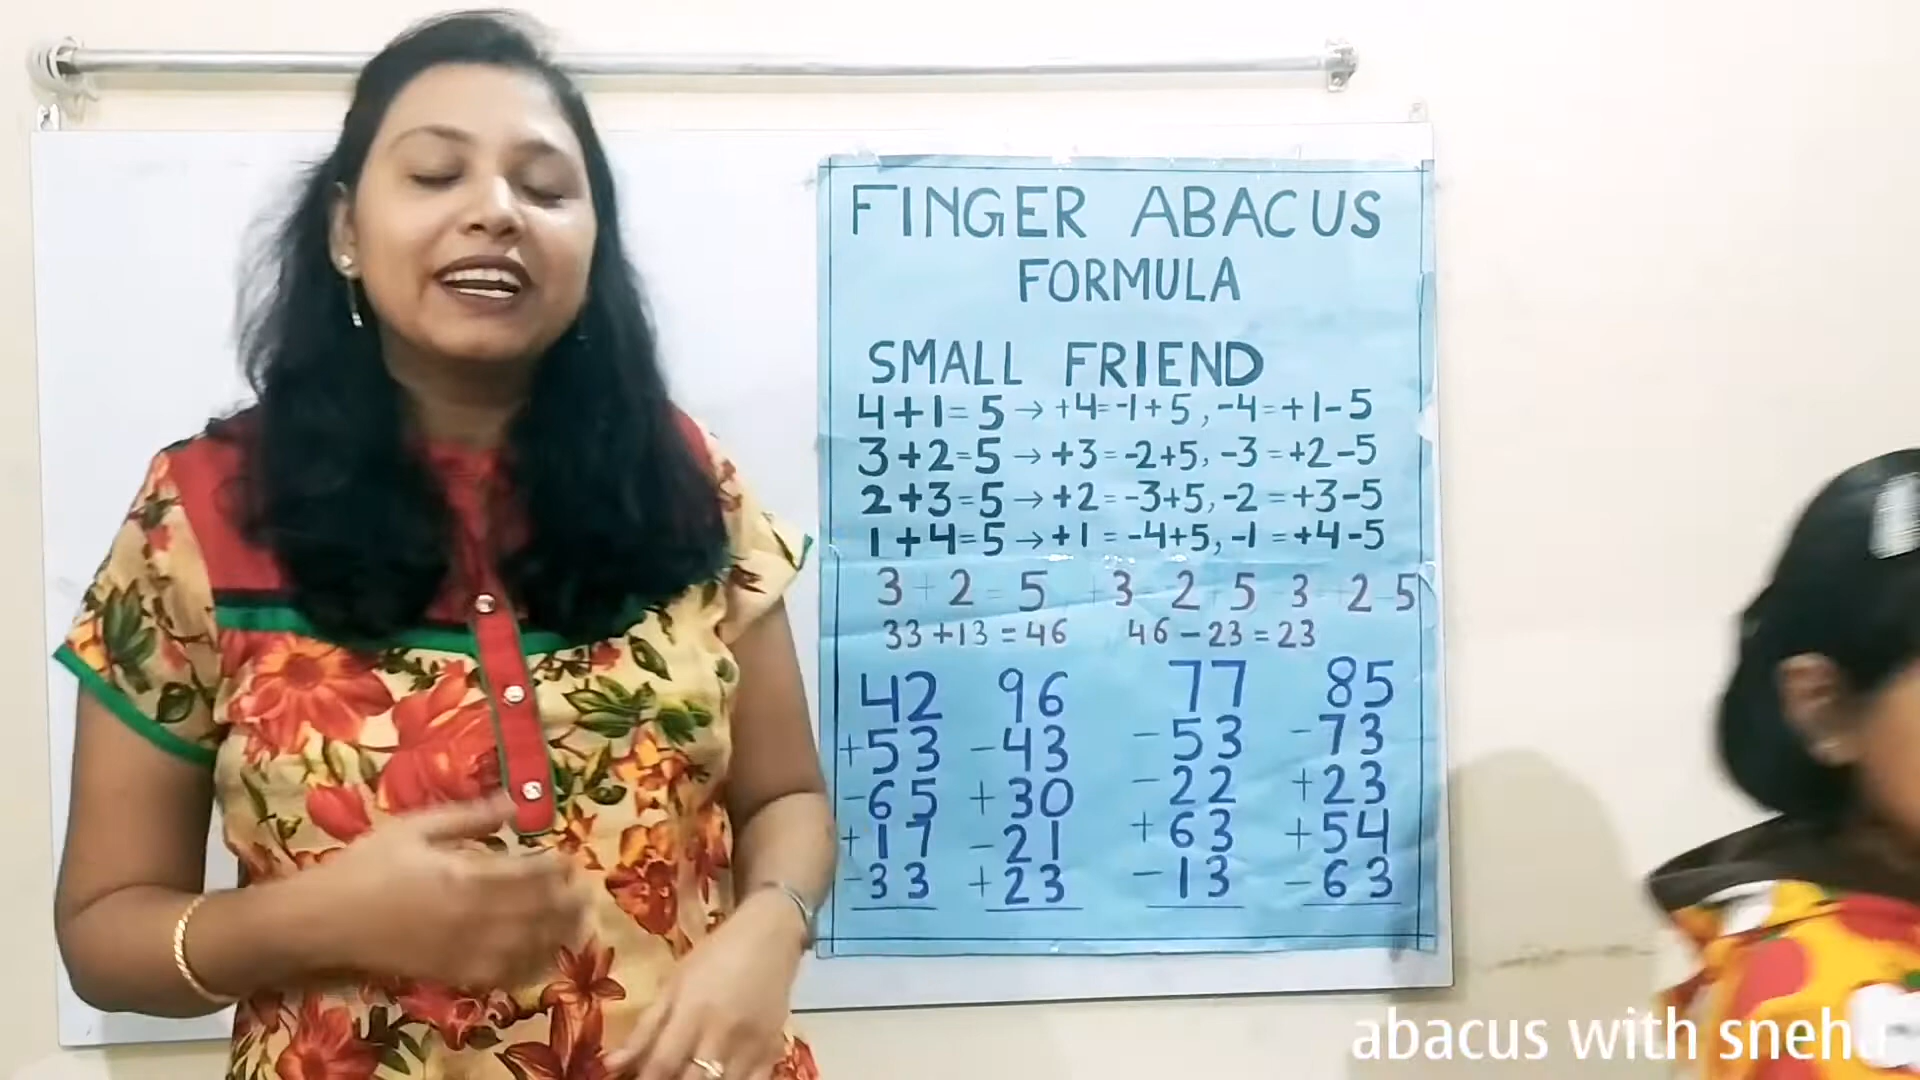 FINGER ABACUS
FORMULA
SMALL FRIEND
4+1=5→+4=-1+5, -4=+1-5
3+2=5→+3=-2+5, -3=+2-5
2+3=5→+2=-3+5, -2=+3-5
1+4=5→+1=-4+5, -1=+4-5
3+2=5 +3-2+5 3 2 5
33+13=46 46-23=23
42 96 77 85
+53 -43 -53 -73
-65 +30 -22 +23
+17 -21 +63 +54
-33 +23 -13 -63
abacus with sneha